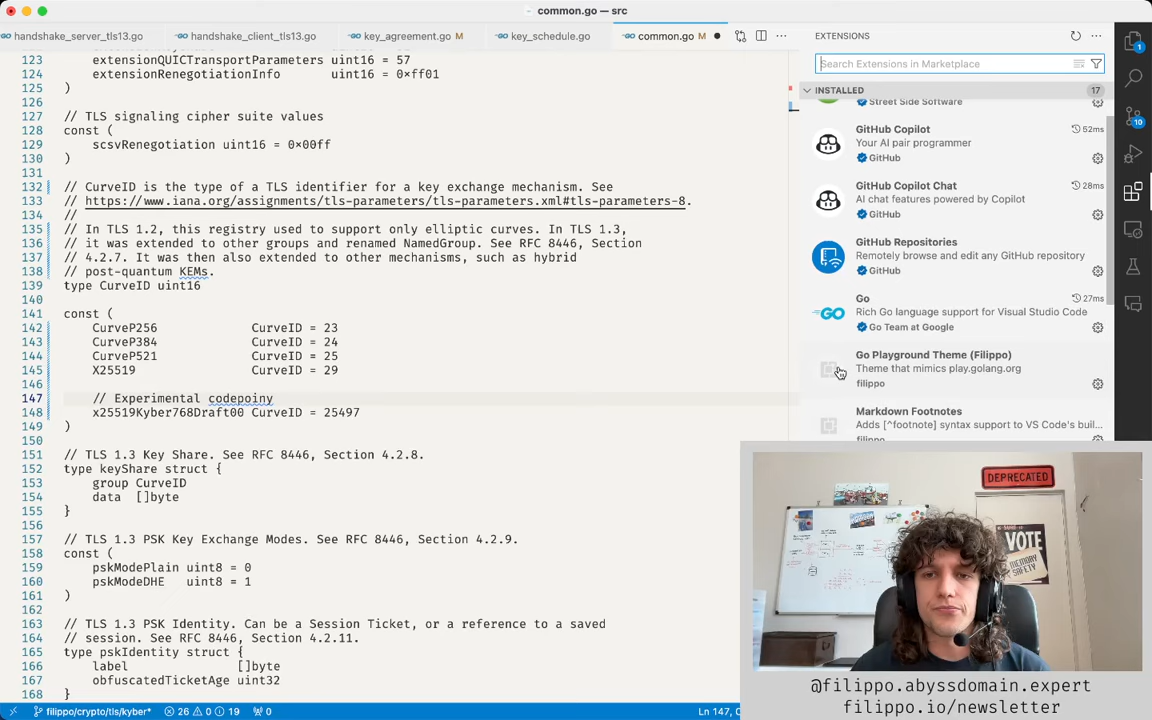 common.go — src
handshake_server_tls13.go
handshake_client_tls13.go
key_agreement.go M
key_schedule.go
common.go M
EXTENSIONS
123 extensionQUICTransportParameters uint16 = 57
124 extensionRenegotiationInfo uint16 = 0xff01
125 )
126
127 // TLS signaling cipher suite values
128 const (
129 scsvRenegotiation uint16 = 0x00ff
130 )
131
132 // CurveID is the type of a TLS identifier for a key exchange mechanism. See
133 // https://www.iana.org/assignments/tls-parameters/tls-parameters.xml#tls-parameters-8.
134 //
135 // In TLS 1.2, this registry used to support only elliptic curves. In TLS 1.3,
136 // it was extended to other groups and renamed NamedGroup. See RFC 8446, Section
137 // 4.2.7. It was then also extended to other mechanisms, such as hybrid
138 // post-quantum KEMs.
139 type CurveID uint16
140
141 const (
142 CurveP256 CurveID = 23
143 CurveP384 CurveID = 24
144 CurveP521 CurveID = 25
145 X25519 CurveID = 29
146
147 // Experimental codepoiny
148 x25519Kyber768Draft00 CurveID = 25497
149 )
150
151 // TLS 1.3 Key Share. See RFC 8446, Section 4.2.8.
152 type keyShare struct {
153 group CurveID
154 data []byte
155 }
156
157 // TLS 1.3 PSK Key Exchange Modes. See RFC 8446, Section 4.2.9.
158 const (
159 pskModePlain uint8 = 0
160 pskModeDHE uint8 = 1
161 )
162
163 // TLS 1.3 PSK Identity. Can be a Session Ticket, or a reference to a saved
164 // session. See RFC 8446, Section 4.2.11.
165 type pskIdentity struct {
166 label []byte
167 obfuscatedTicketAge uint32
168 }
Search Extensions in Marketplace
INSTALLED 17
Street Side Software
GitHub Copilot 52ms
Your AI pair programmer
GitHub
GitHub Copilot Chat 28ms
AI chat features powered by Copilot
GitHub
GitHub Repositories
Remotely browse and edit any GitHub repository
GitHub
Go 27ms
GO
Rich Go language support for Visual Studio Code
Go Team at Google
Go Playground Theme (Filippo)
Theme that mimics play.golang.org
filippo
Markdown Footnotes
Adds [^footnote] syntax support to VS Code's buil...
filippo
1
10
DEPRECATED
VOTE
MEMORY
SAFETY
@filippo.abyssdomain.expert
filippo.io/newsletter
filippo/crypto/tls/kyber* 26 0 19 0
Ln 147, C